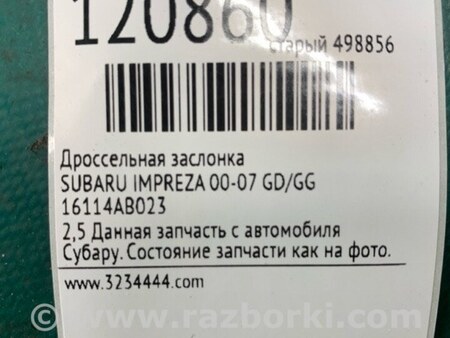 120860
старый 498856
Дроссельная заслонка
SUBARU IMPREZA 00-07 GD/GG
16114AB023
2,5 Данная запчасть с автомобиля
Субару. Состояние запчасти как на фото.
www.3234444.com
www.razborki.com